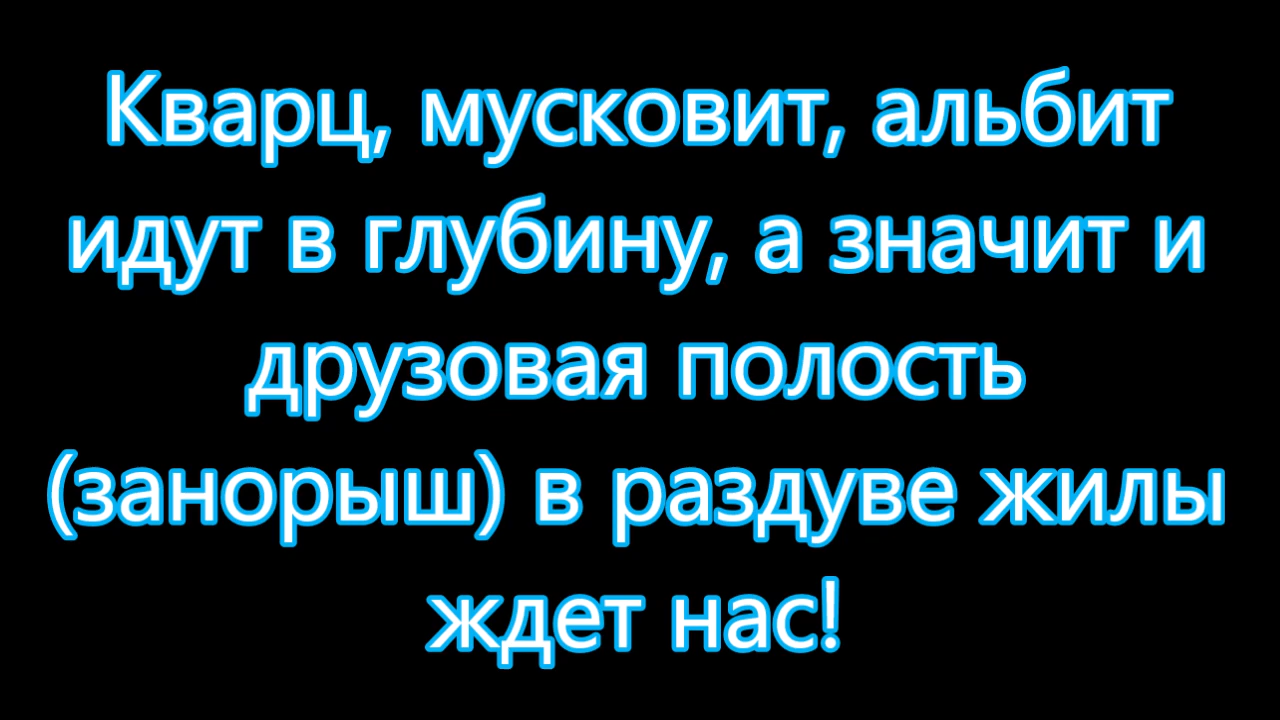 Кварц, мусковит, альбит
идут в глубину, а значит и
друзовая полость
(занорыш) в раздуве жилы
ждет нас!